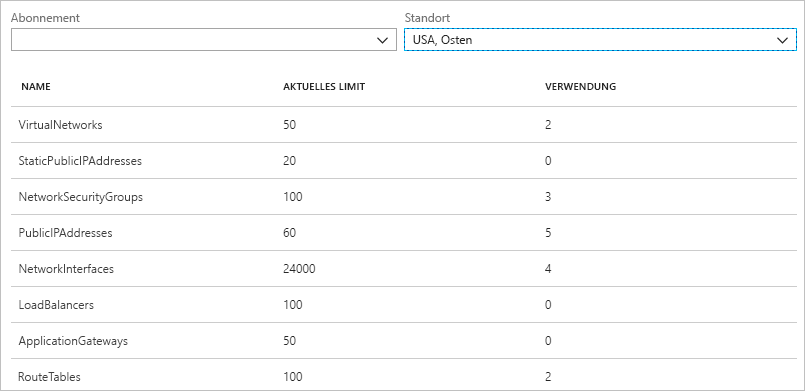 Abonnement Standort
USA, Osten
NAME AKTUELLES LIMIT VERWENDUNG
VirtualNetworks 50 2
StaticPublicIPAddresses 20 0
NetworkSecurityGroups 100 3
PublicIPAddresses 60 5
NetworkInterfaces 24000 4
LoadBalancers 100 0
ApplicationGateways 50 0
RouteTables 100 2